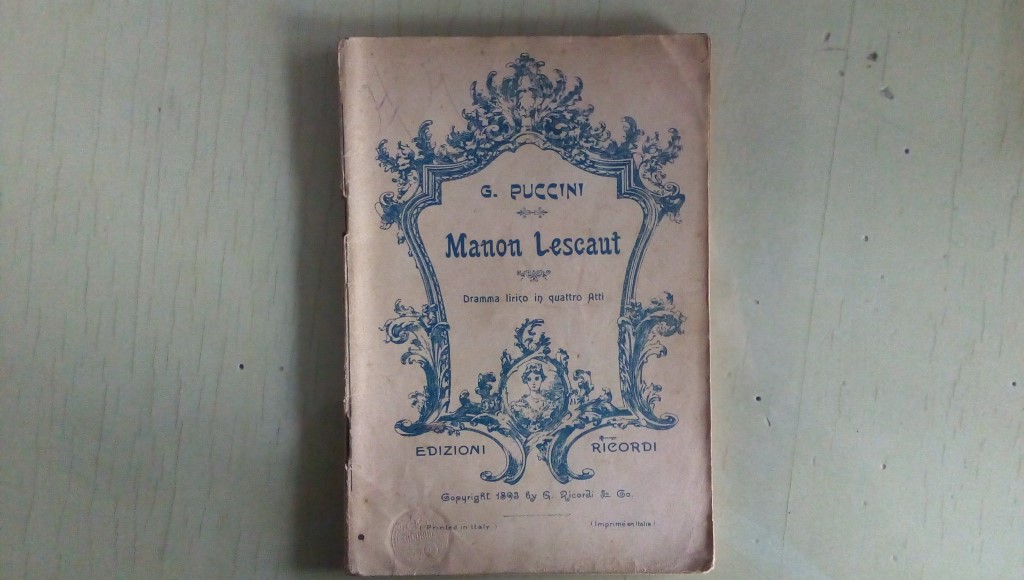 G. PUCCINI
Manon Lescaut
Dramma lirico in quattro Atti
EDIZIONI RICORDI
Copyright 1893 by G. Ricordi & Co.
(Printed in Italy) (Imprimé en Italie)